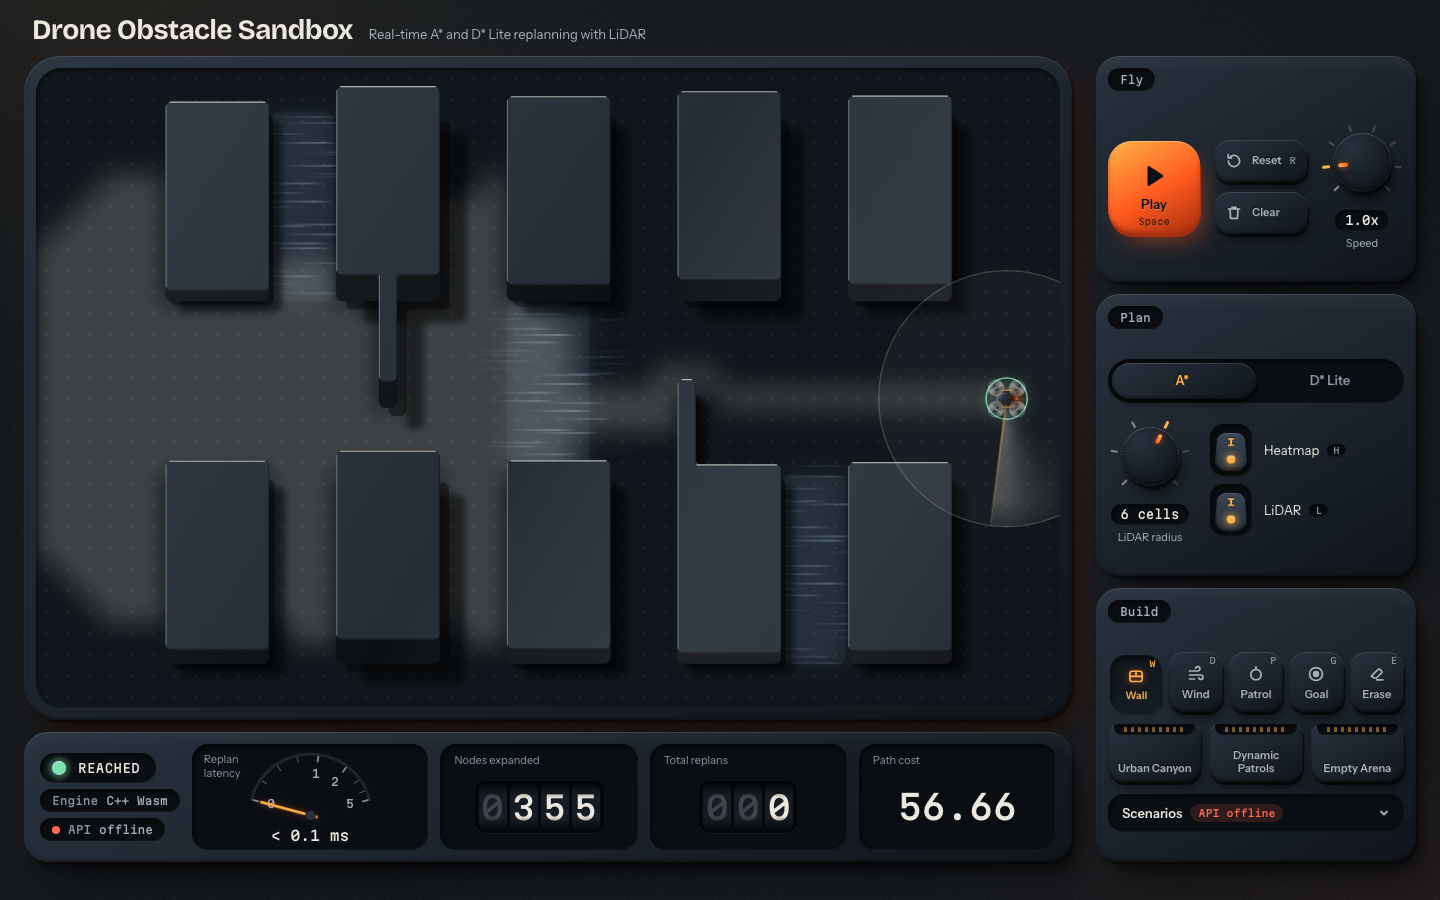 Drone Obstacle Sandbox
Real-time A* and D* Lite replanning with LiDAR
Fly
Play
Space
Reset R
Clear
1.0x
Speed
Plan
A*
D* Lite
6 cells
LiDAR radius
I
Heatmap H
I
LiDAR L
Build
W
Wall
D
Wind
P
Patrol
G
Goal
E
Erase
Urban Canyon
Dynamic
Patrols
Empty Arena
Scenarios
API offline
REACHED
Engine C++ Wasm
API offline
Replan
latency
0
1
2
5
< 0.1 ms
Nodes expanded
0355
Total replans
000
Path cost
56.66